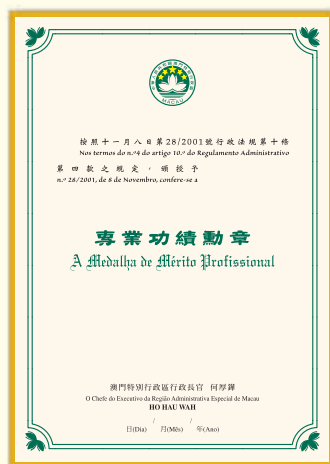 MACAU
按照十一月八日第28/2001號行政法規第十條
Nos termos do n.º4 do artigo 10.º do Regulamento Administrativo
第四款之規定，頒授予
n.º 28/2001, de 8 de Novembro, confere-se a
專業功績勳章
A Medalha de Mérito Profissional
澳門特別行政區行政長官 何厚鏵
O Chefe do Executivo da Região Administrativa Especial de Macau
HO HAU WAH
/ /
日(Dia) 月(Mês) 年(Ano)